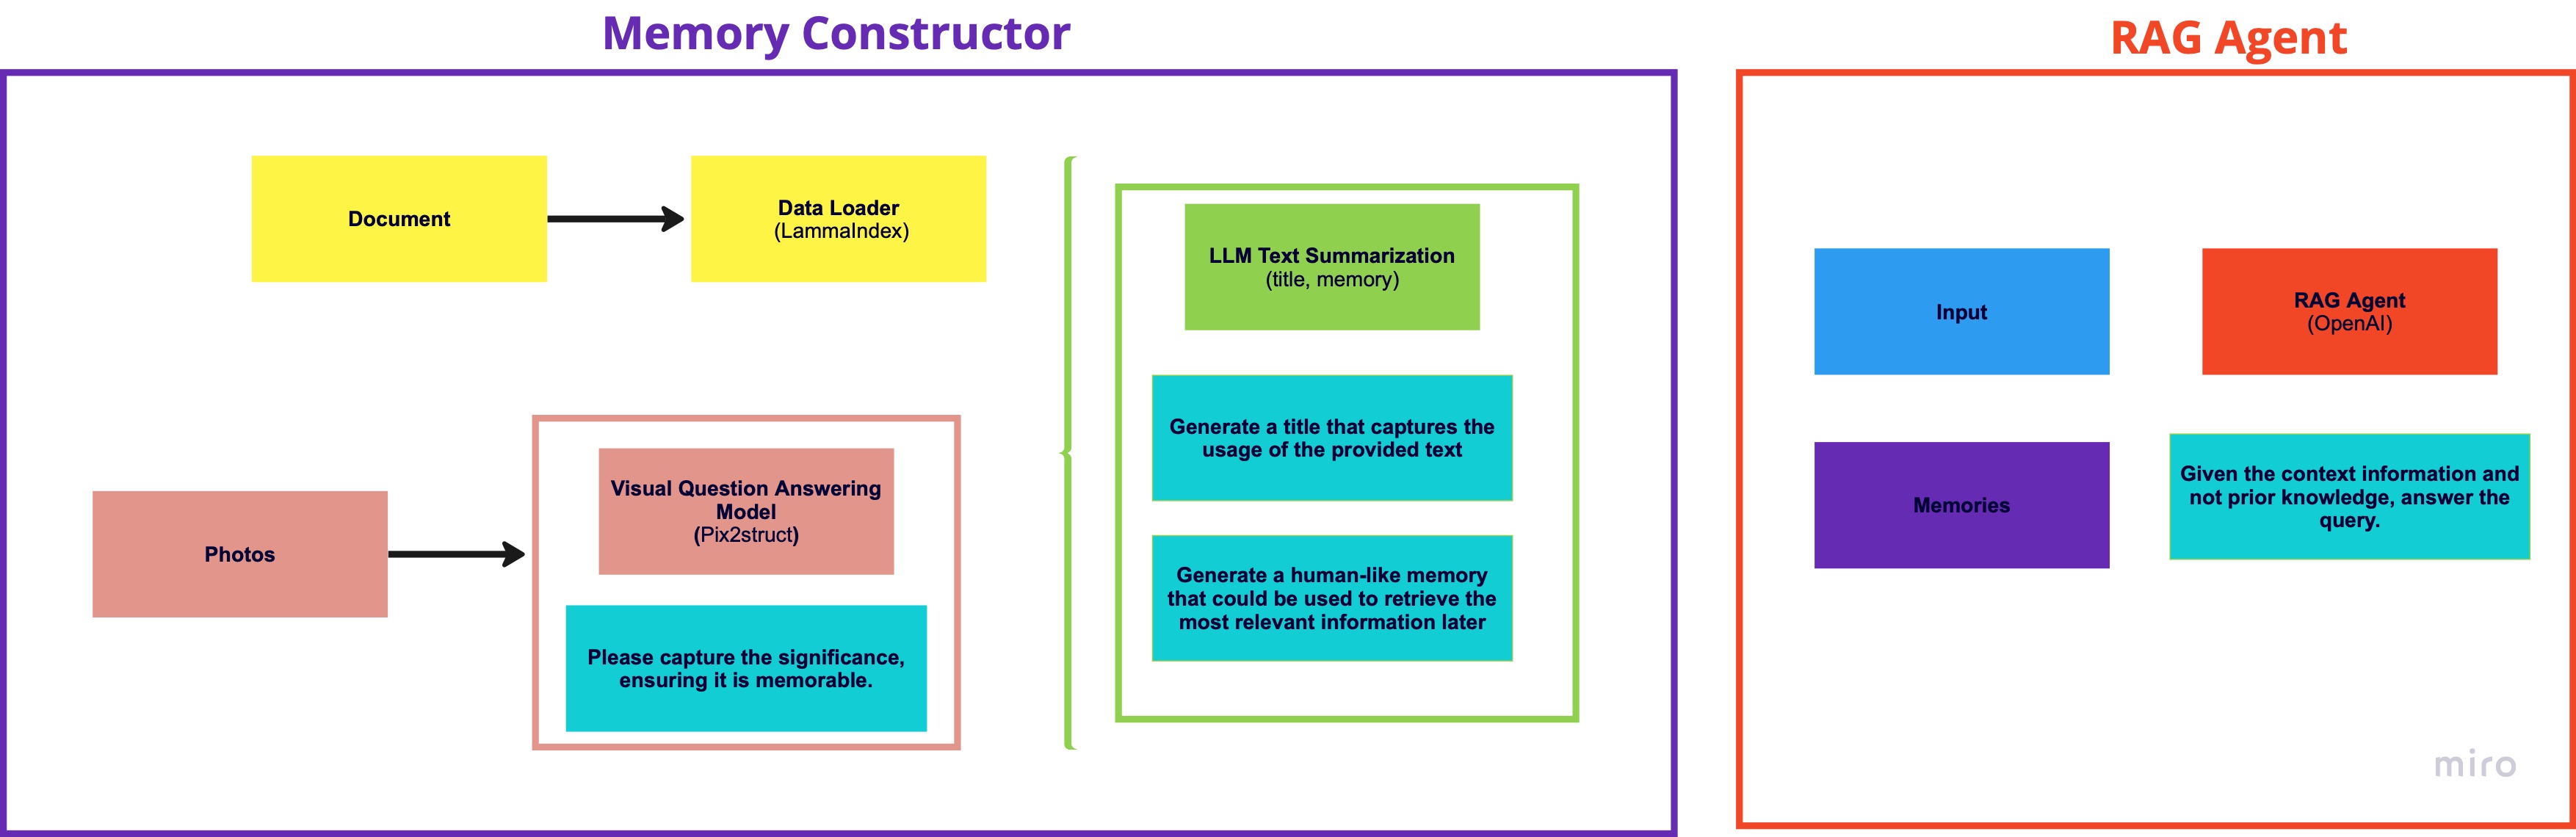 Memory Constructor
Document
Data Loader
(LammaIndex)
Photos
Visual Question Answering
Model
(Pix2struct)
Please capture the significance,
ensuring it is memorable.
LLM Text Summarization
(title, memory)
Generate a title that captures the
usage of the provided text
Generate a human-like memory
that could be used to retrieve the
most relevant information later
RAG Agent
Input
RAG Agent
(OpenAI)
Memories
Given the context information and
not prior knowledge, answer the
query.
miro